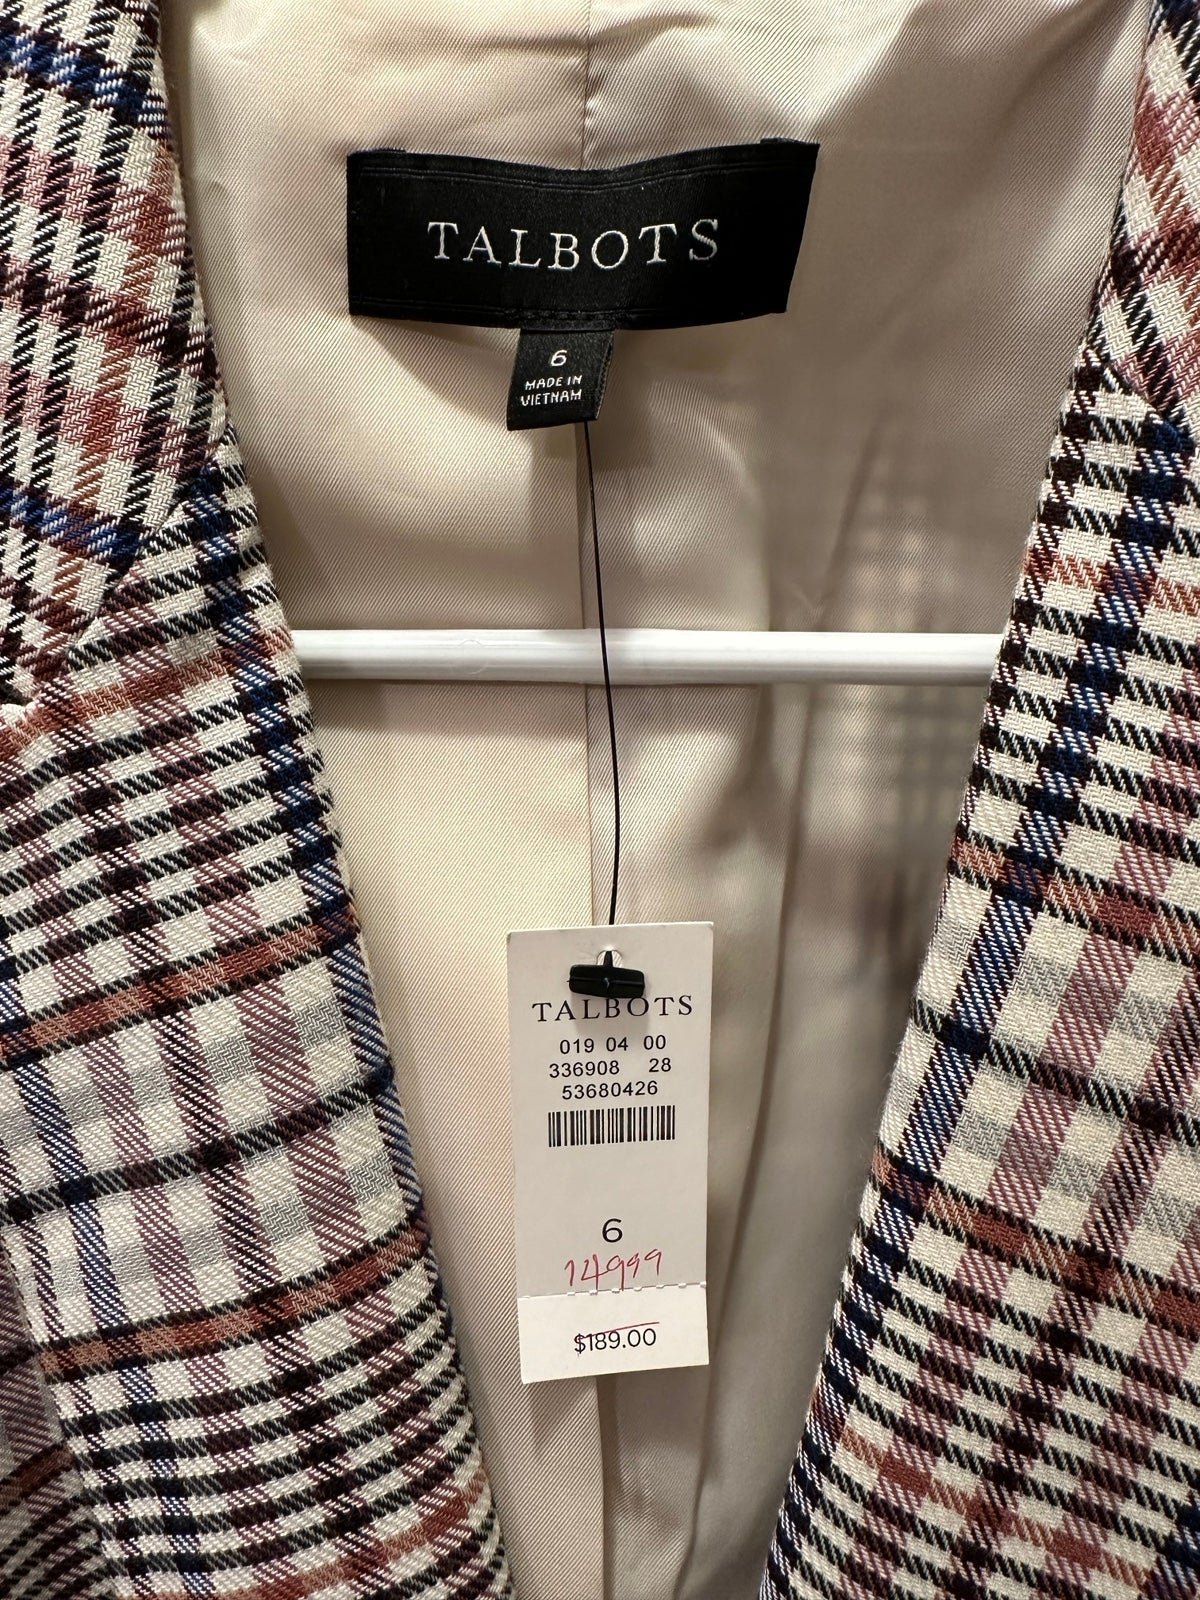 TALBOTS
6
MADE IN
VIETNAM
TALBOTS
019 04 00
336908 28
53680426
6
14999
$189.00